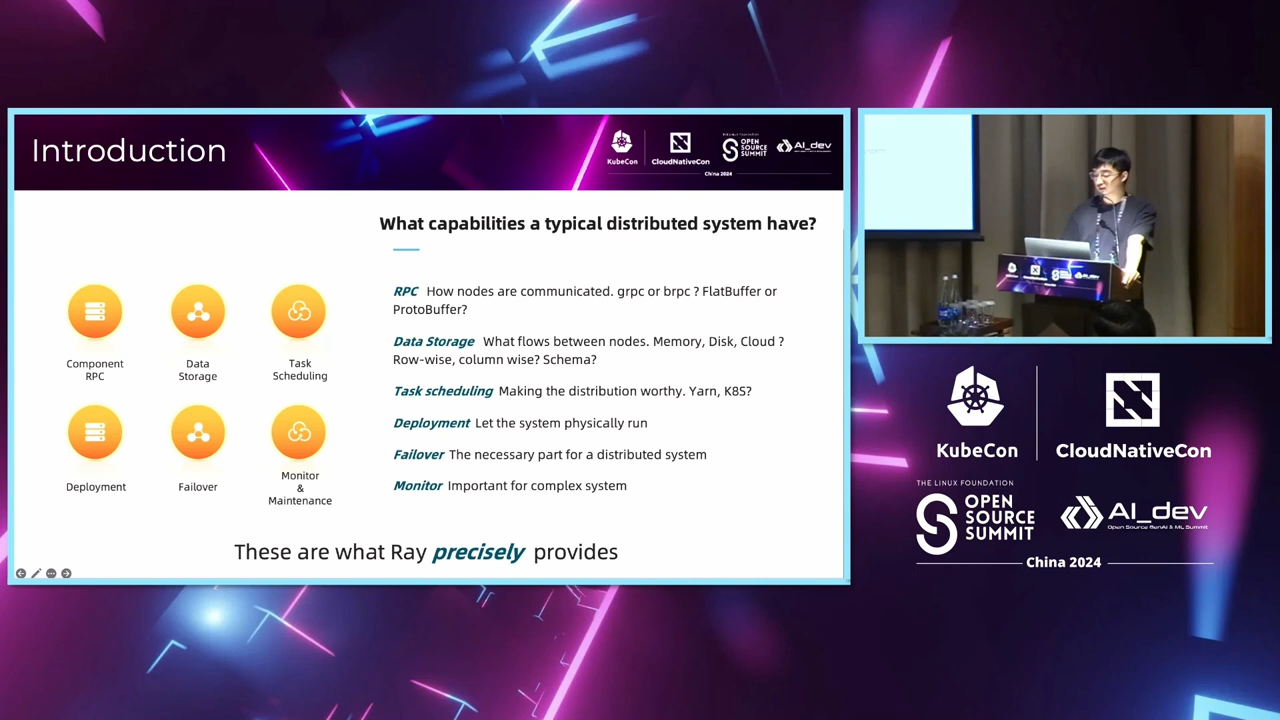 Introduction
KubeCon
CloudNativeCon
THE LINUX FOUNDATION
OPEN
SOURCE
SUMMIT
AI_dev
China 2024
What capabilities a typical distributed system have?
Component
RPC
Data
Storage
Task
Scheduling
Deployment
Failover
Monitor
&
Maintenance
RPC How nodes are communicated. grpc or brpc ? FlatBuffer or
ProtoBuffer?
Data Storage What flows between nodes. Memory, Disk, Cloud ?
Row-wise, column wise? Schema?
Task scheduling Making the distribution worthy. Yarn, K8S?
Deployment Let the system physically run
Failover The necessary part for a distributed system
Monitor Important for complex system
These are what Ray precisely provides
KubeCon
CloudNativeCon
THE LINUX FOUNDATION
OPEN
SOURCE
SUMMIT
AI_dev
Open Source GenAI & ML Summit
China 2024